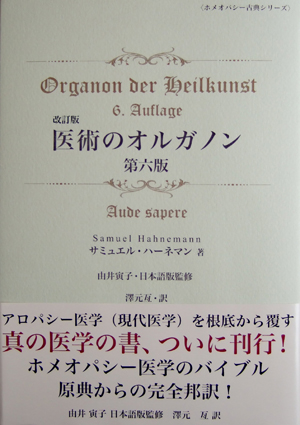 〈ホメオパシー古典シリーズ〉
Organon der Heilkunst
6. Auflage
改訂版
医術のオルガノン
第六版
Aude sapere
Samuel Hahnemann
サミュエル・ハーネマン 著
由井寅子・日本語版監修
澤元亙・訳
アロパシー医学（現代医学）を根底から覆す
真の医学の書、ついに刊行！
ホメオパシー医学のバイブル
原典からの完全邦訳！
由井 寅子 日本語版監修 澤元 亙 訳